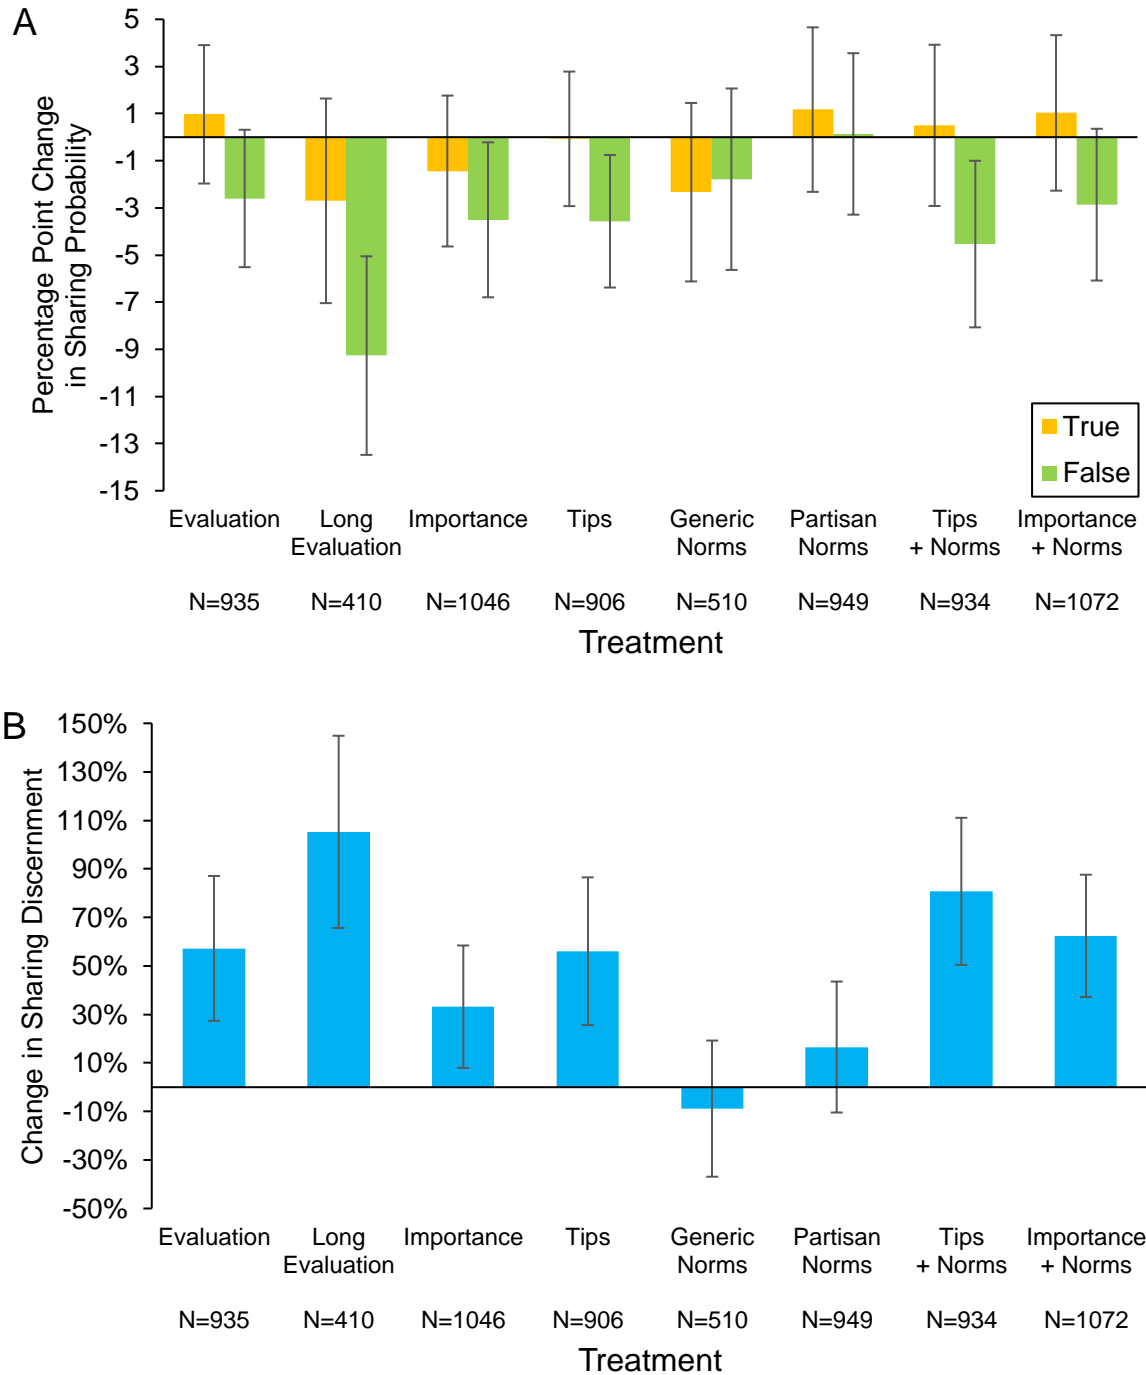 A
Percentage Point Change
in Sharing Probability
5
3
1
-1
-3
-5
-7
-9
-11
-13
-15
True
False
Evaluation
Long
Evaluation
Importance
Tips
Generic
Norms
Partisan
Norms
Tips
+ Norms
Importance
+ Norms
N=935
N=410
N=1046
N=906
N=510
N=949
N=934
N=1072
Treatment
B
Change in Sharing Discernment
150%
130%
110%
90%
70%
50%
30%
10%
-10%
-30%
-50%
Evaluation
Long
Evaluation
Importance
Tips
Generic
Norms
Partisan
Norms
Tips
+ Norms
Importance
+ Norms
N=935
N=410
N=1046
N=906
N=510
N=949
N=934
N=1072
Treatment